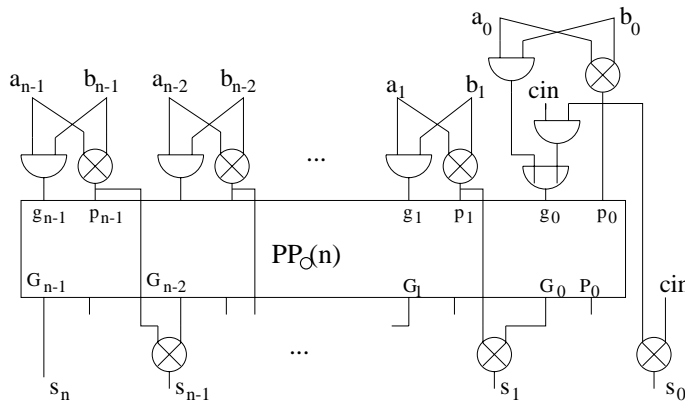 a0 b0
an-1 bn-1 an-2 bn-2 a1 b1 cin
...
gn-1 pn-1 g1 p1 g0 p0
PP○(n)
Gn-1 Gn-2 G1 G0 P0 cin
...
sn sn-1 s1 s0